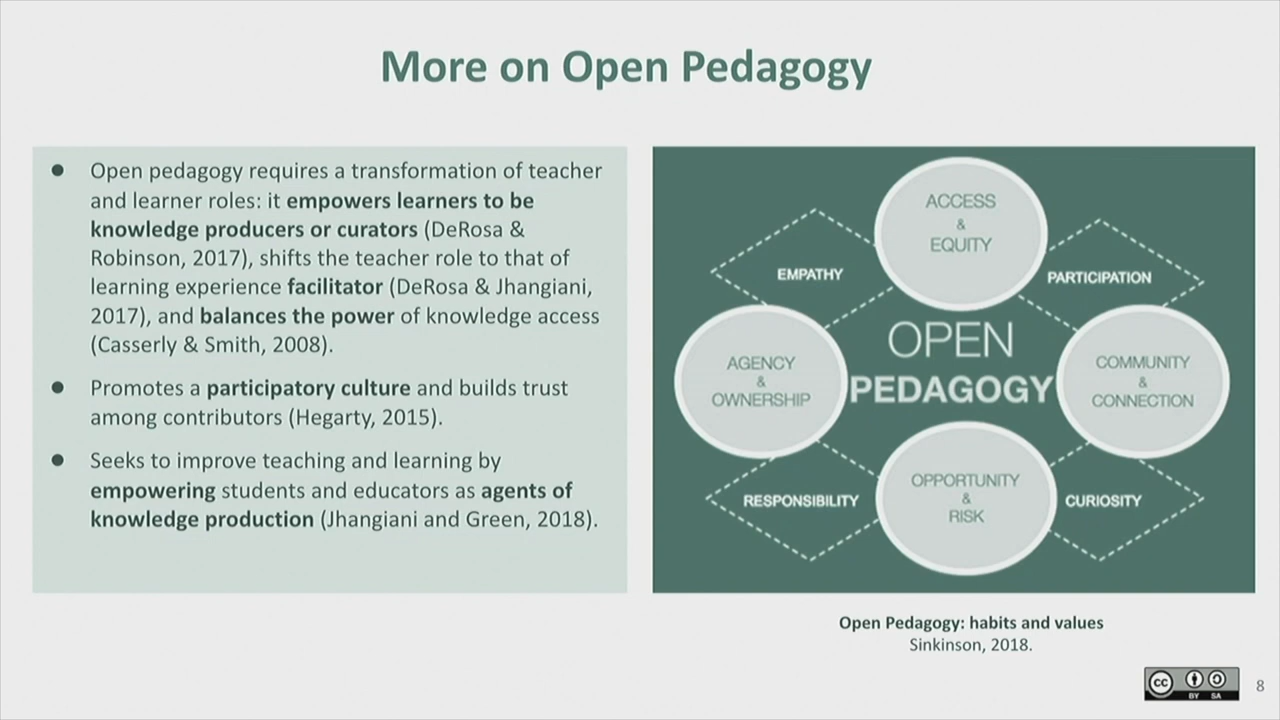 More on Open Pedagogy
● Open pedagogy requires a transformation of teacher
and learner roles: it empowers learners to be
knowledge producers or curators (DeRosa &
Robinson, 2017), shifts the teacher role to that of
learning experience facilitator (DeRosa & Jhangiani,
2017), and balances the power of knowledge access
(Casserly & Smith, 2008).
● Promotes a participatory culture and builds trust
among contributors (Hegarty, 2015).
● Seeks to improve teaching and learning by
empowering students and educators as agents of
knowledge production (Jhangiani and Green, 2018).
ACCESS
&
EQUITY
EMPATHY
PARTICIPATION
OPEN
PEDAGOGY
AGENCY
&
OWNERSHIP
COMMUNITY
&
CONNECTION
RESPONSIBILITY
OPPORTUNITY
&
RISK
CURIOSITY
Open Pedagogy: habits and values
Sinkinson, 2018.
cc
BY SA
8